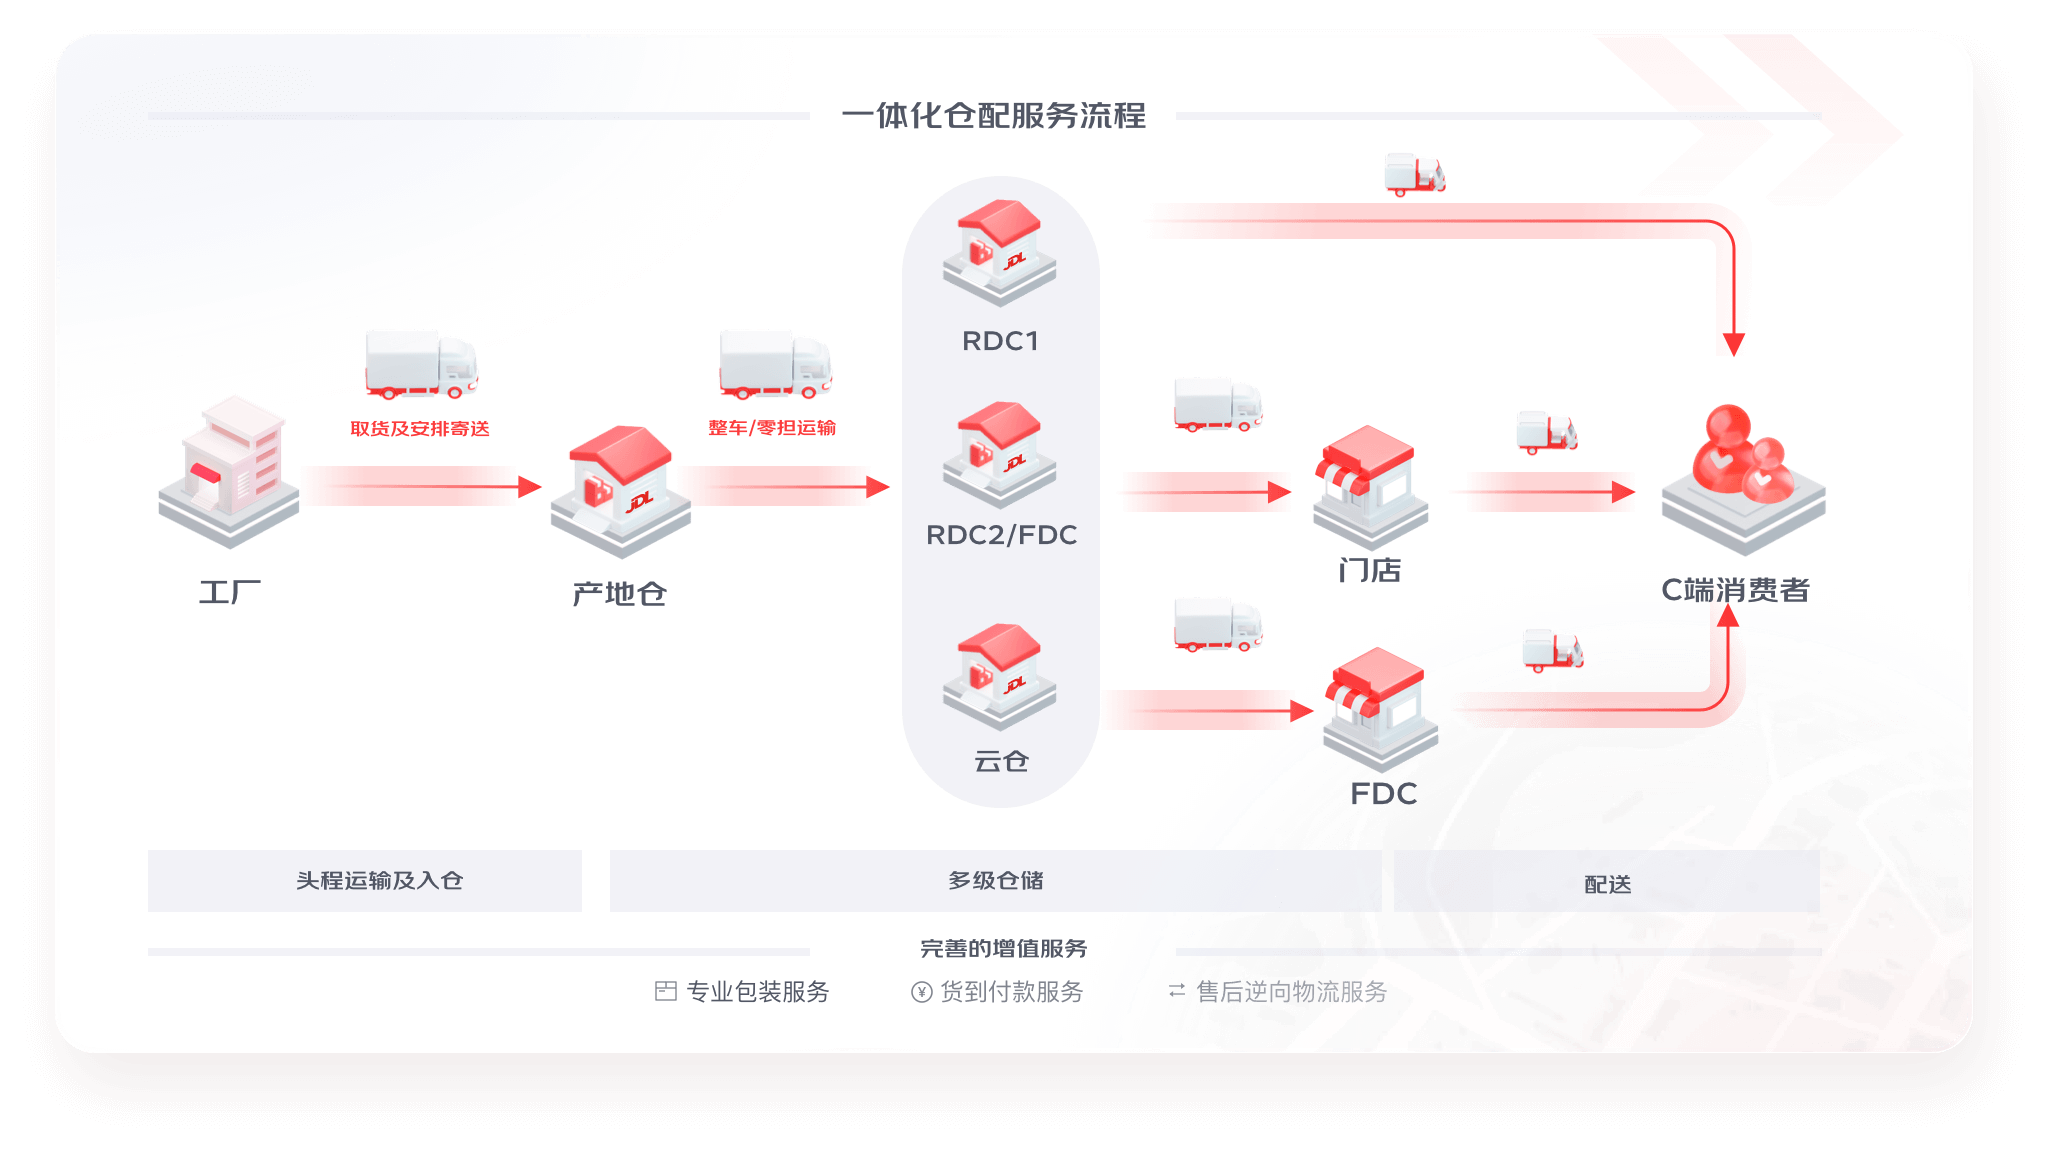 一体化仓配服务流程
JDL
RDC1
取货及安排寄送
整车/零担运输
JDL
JDL
RDC2/FDC
工厂
产地仓
门店
C端消费者
JDL
云仓
FDC
头程运输及入仓
多级仓储
配送
完善的增值服务
专业包装服务
¥ 货到付款服务
售后逆向物流服务